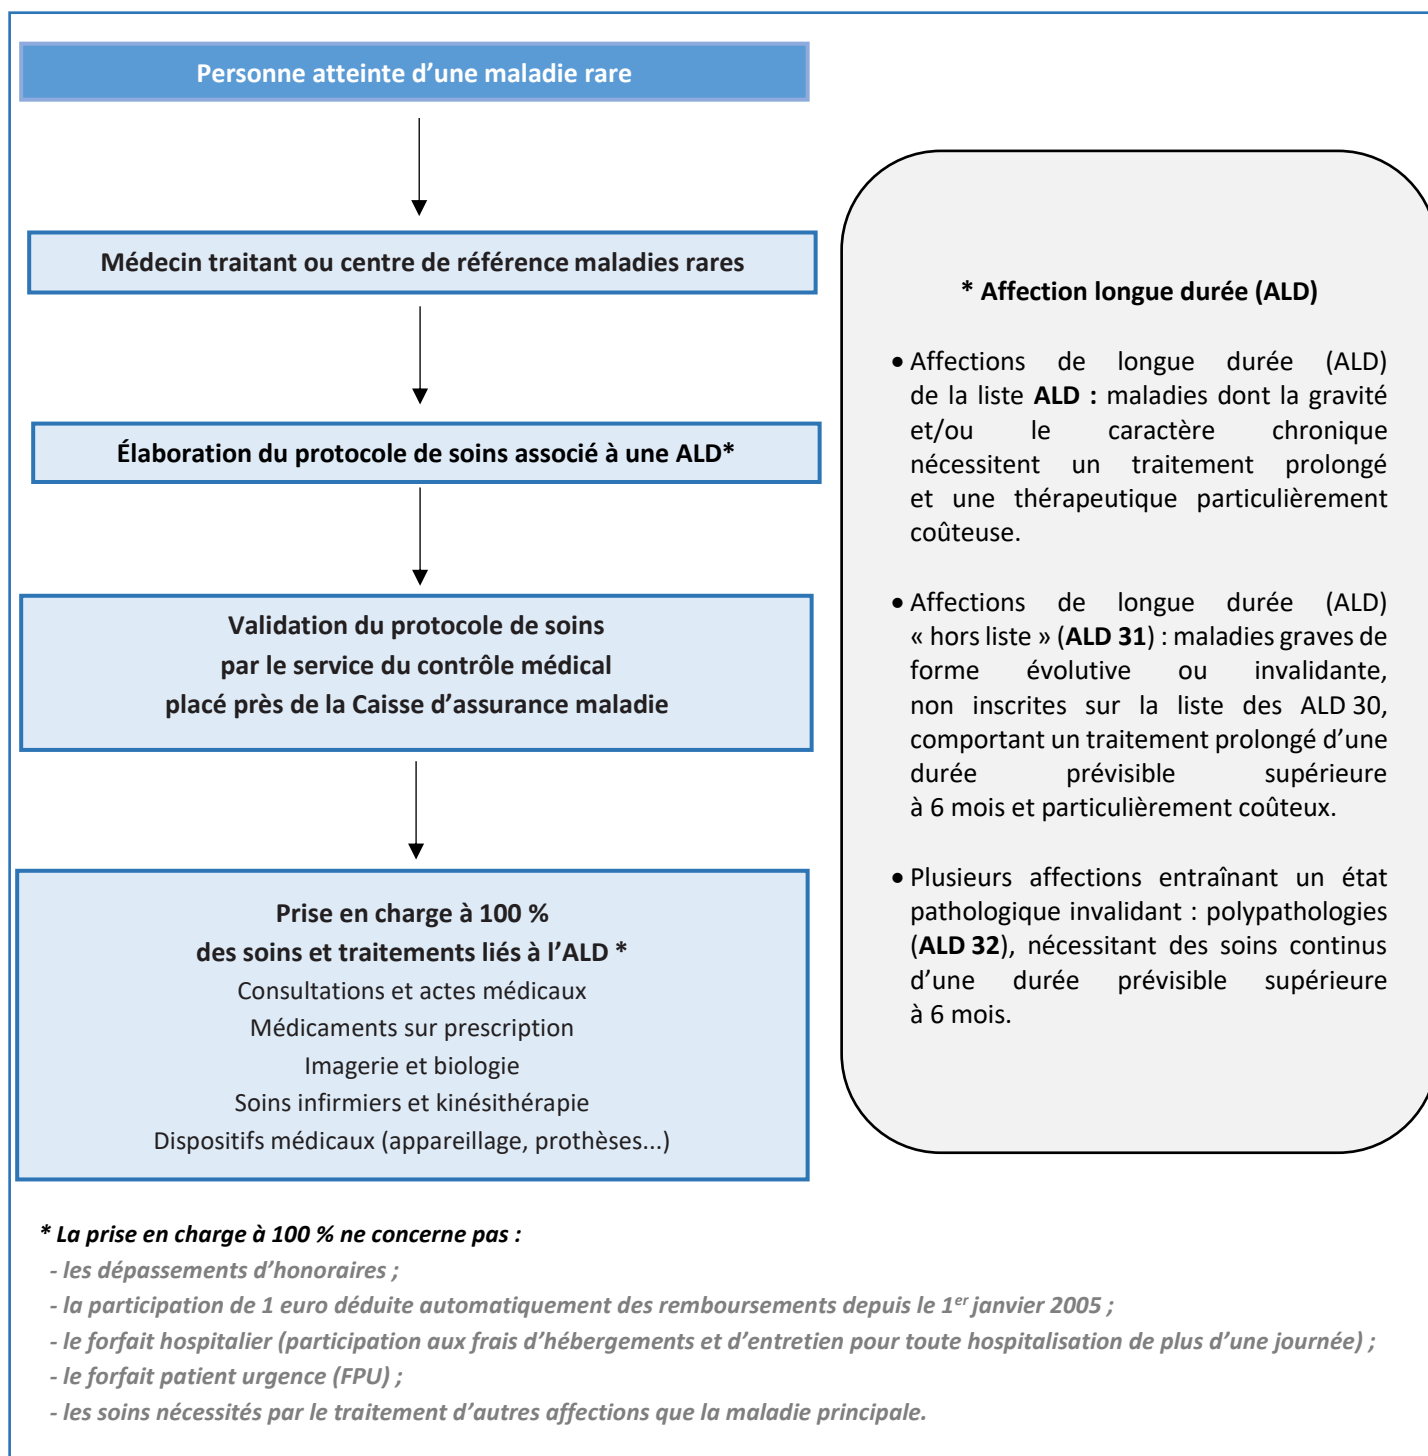 Personne atteinte d’une maladie rare
Médecin traitant ou centre de référence maladies rares
Élaboration du protocole de soins associé à une ALD*
Validation du protocole de soins
par le service du contrôle médical
placé près de la Caisse d’assurance maladie
Prise en charge à 100 %
des soins et traitements liés à l’ALD *
Consultations et actes médicaux
Médicaments sur prescription
Imagerie et biologie
Soins infirmiers et kinésithérapie
Dispositifs médicaux (appareillage, prothèses...)
* Affection longue durée (ALD)
• Affections de longue durée (ALD)
de la liste ALD : maladies dont la gravité
et/ou le caractère chronique
nécessitent un traitement prolongé
et une thérapeutique particulièrement
coûteuse.
• Affections de longue durée (ALD)
« hors liste » (ALD 31) : maladies graves de
forme évolutive ou invalidante,
non inscrites sur la liste des ALD 30,
comportant un traitement prolongé d’une
durée prévisible supérieure
à 6 mois et particulièrement coûteux.
• Plusieurs affections entraînant un état
pathologique invalidant : polypathologies
(ALD 32), nécessitant des soins continus
d’une durée prévisible supérieure
à 6 mois.
* La prise en charge à 100 % ne concerne pas :
- les dépassements d’honoraires ;
- la participation de 1 euro déduite automatiquement des remboursements depuis le 1er janvier 2005 ;
- le forfait hospitalier (participation aux frais d’hébergements et d’entretien pour toute hospitalisation de plus d’une journée) ;
- le forfait patient urgence (FPU) ;
- les soins nécessités par le traitement d’autres affections que la maladie principale.